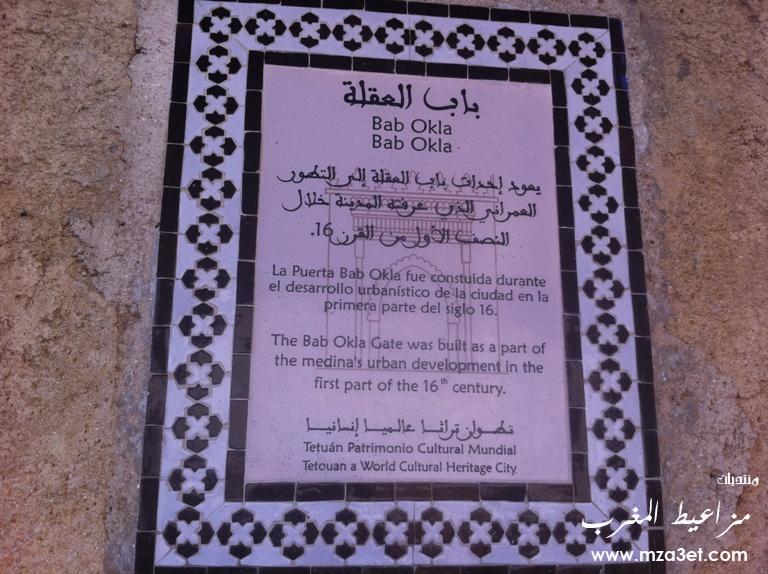 باب العقلة
Bab Okla
Bab Okla
يعود إحداث باب العقلة إلى التطور
العمراني الذي عرفته المدينة خلال
النصف الأول من القرن 16.
La Puerta Bab Okla fue constuida durante
el desarrollo urbanístico de la ciudad en la
primera parte del siglo 16.
The Bab Okla Gate was built as a part of
the medina's urban development in the
first part of the 16th century.
تطوان تراثا عالميا إنسانيا
Tetuán Patrimonio Cultural Mundial
Tetouan a World Cultural Heritage City
منتديات
مزاعيط المغرب
www.mza3et.com